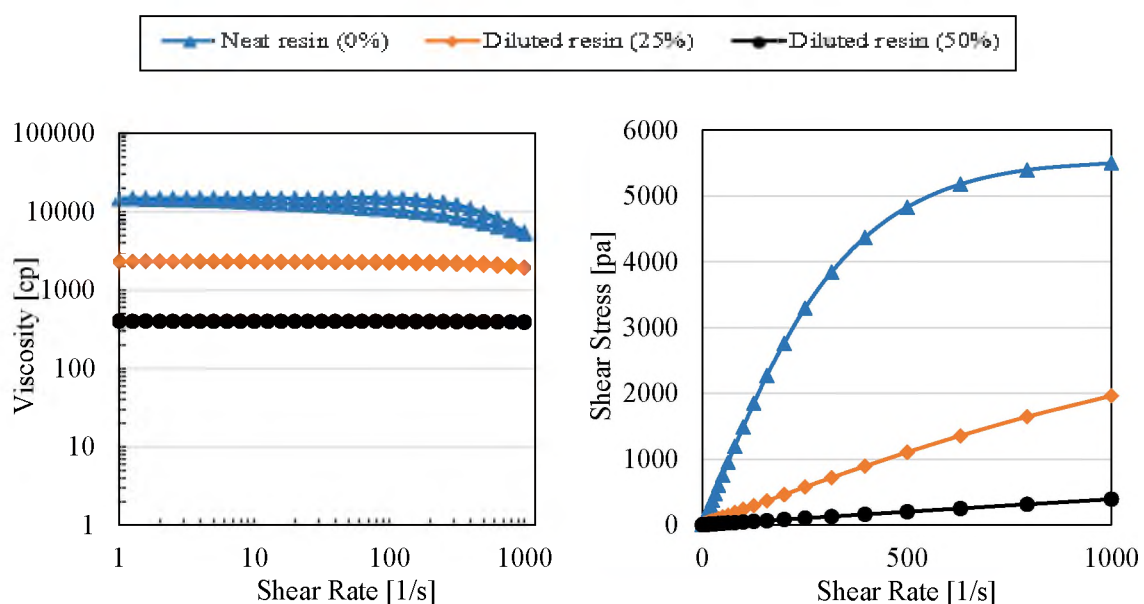 Neat resin (0%) Diluted resin (25%) Diluted resin (50%)
100000
10000
1000
100
10
1
Viscosity [cp]
1 10 100 1000
Shear Rate [1/s]
6000
5000
4000
3000
2000
1000
0
Shear Stress [pa]
0 500 1000
Shear Rate [1/s]